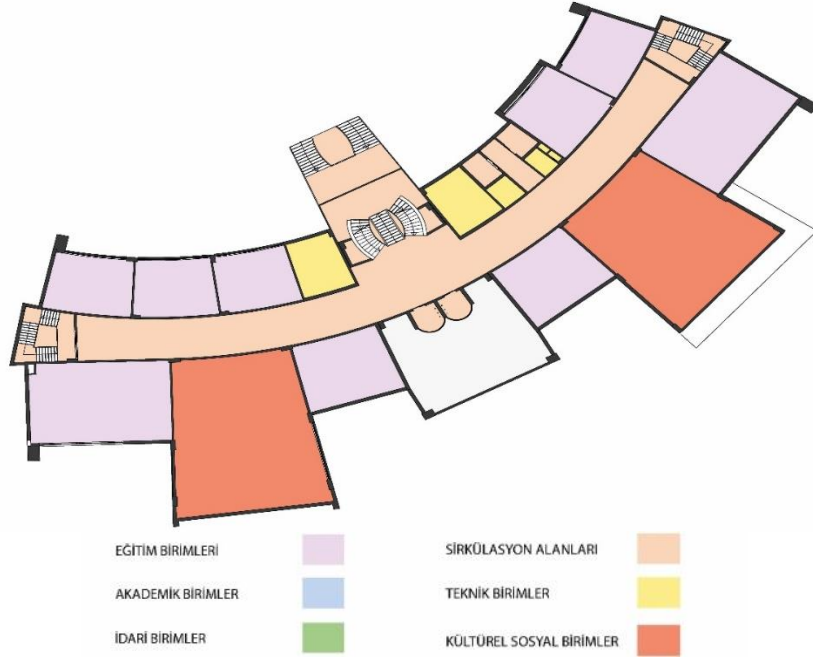 EĞİTİM BİRİMLERİ
SİRKÜLASYON ALANLARI
AKADEMİK BİRİMLER
TEKNİK BİRİMLER
İDARİ BİRİMLER
KÜLTÜREL SOSYAL BİRİMLER